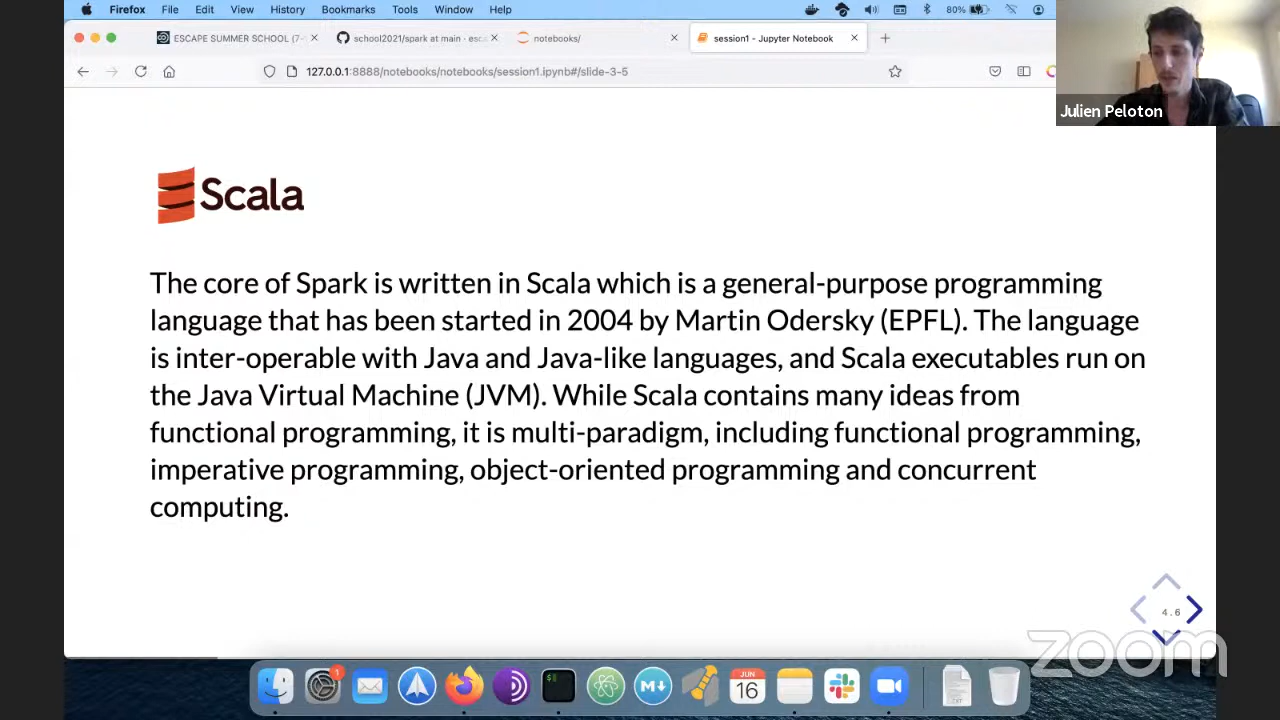 Firefox File Edit View History Bookmarks Tools Window Help 80%
ESCAPE SUMMER SCHOOL (7- school2021/spark at main · esc notebooks/ session1 - Jupyter Notebook
127.0.0.1:8888/notebooks/notebooks/session1.ipynb#/slide-3-5
Julien Peloton
Scala
The core of Spark is written in Scala which is a general-purpose programming
language that has been started in 2004 by Martin Odersky (EPFL). The language
is inter-operable with Java and Java-like languages, and Scala executables run on
the Java Virtual Machine (JVM). While Scala contains many ideas from
functional programming, it is multi-paradigm, including functional programming,
imperative programming, object-oriented programming and concurrent
computing.
4.6
zoom
1
$
M
JUN
16
TXT